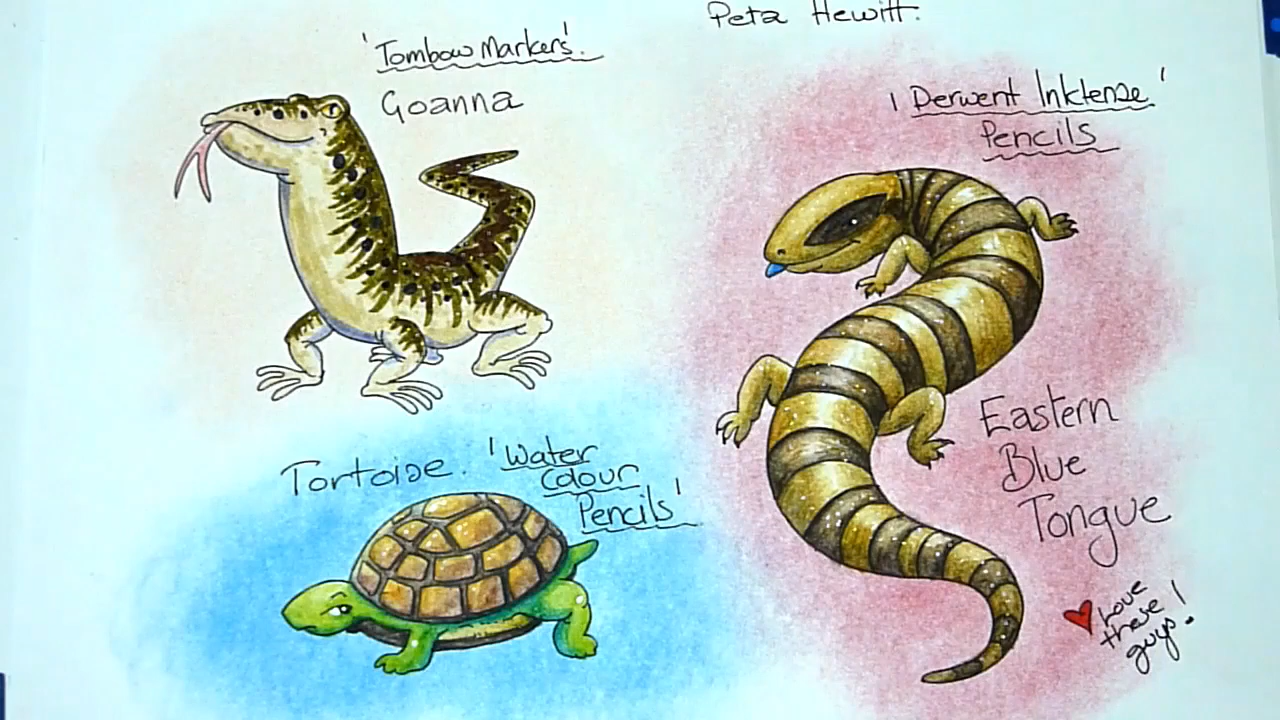 Peta Hewitt.
'Tombow Markers'.
Goanna
'Derwent Inktense'
Pencils
Tortoise. 'Water
Colour
Pencils'
Eastern
Blue
Tongue
Love
these
guys!